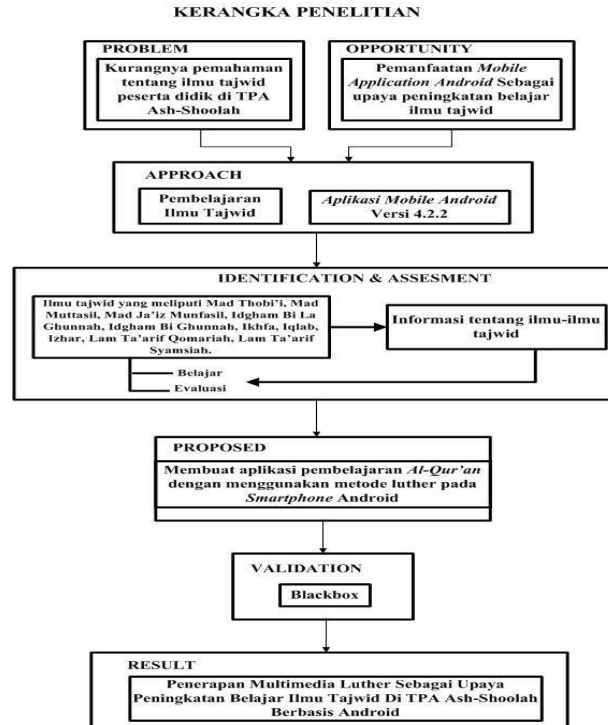 KERANGKA PENELITIAN
PROBLEM
Kurangnya pemahaman
tentang ilmu tajwid
peserta didik di TPA
Ash-Shoolah
OPPORTUNITY
Pemanfaatan Mobile
Application Android Sebagai
upaya peningkatan belajar
ilmu tajwid
APPROACH
Pembelajaran
Ilmu Tajwid
Aplikasi Mobile Android
Versi 4.2.2
IDENTIFICATION & ASSESMENT
Ilmu tajwid yang meliputi Mad Thobi'i, Mad
Muttasil, Mad Ja'iz Munfasil, Idgham Bi La
Ghunnah, Idgham Bi Ghunnah, Ikhfa, Iqlab,
Izhar, Lam Ta'arif Qomariah, Lam Ta'arif
Syamsiah.
Informasi tentang ilmu-ilmu
tajwid
Belajar
Evaluasi
PROPOSED
Membuat aplikasi pembelajaran Al-Qur'an
dengan menggunakan metode luther pada
Smartphone Android
VALIDATION
Blackbox
RESULT
Penerapan Multimedia Luther Sebagai Upaya
Peningkatan Belajar Ilmu Tajwid Di TPA Ash-Shoolah
Berbasis Android